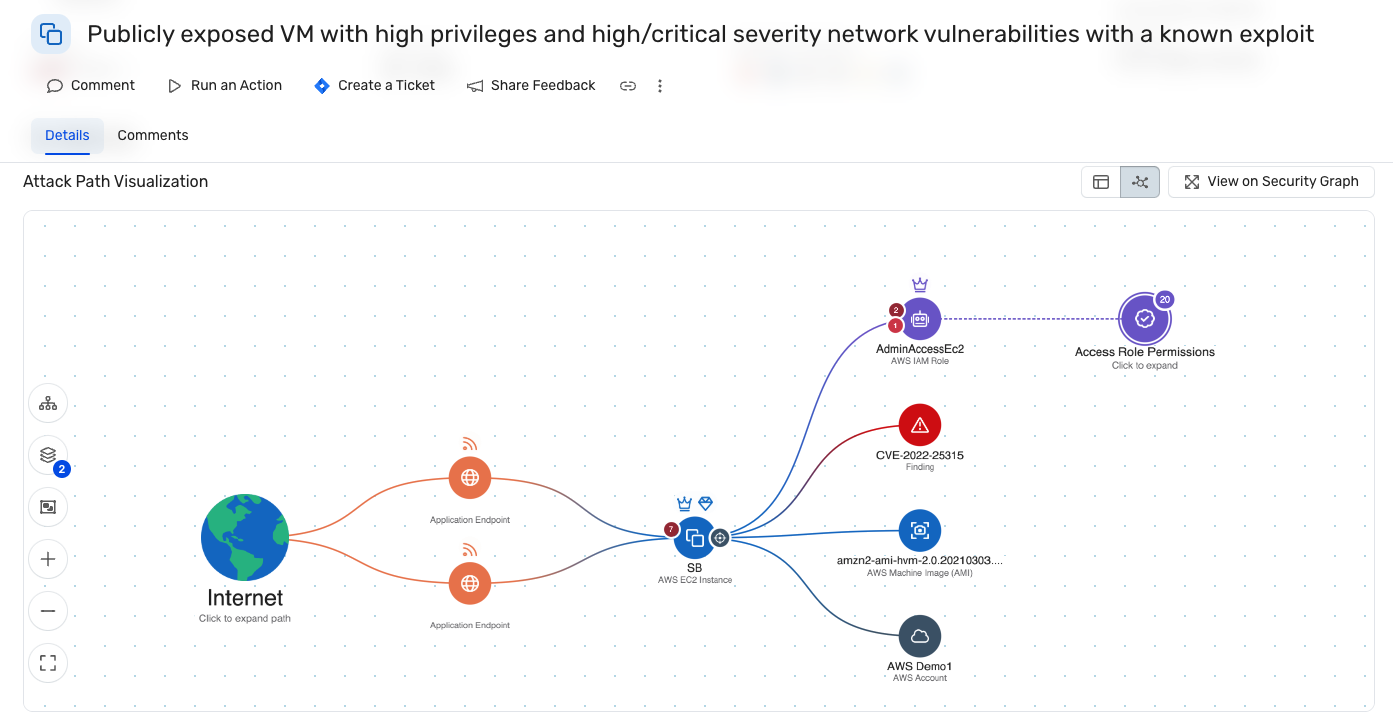 Publicly exposed VM with high privileges and high/critical severity network vulnerabilities with a known exploit
Comment
Run an Action
Create a Ticket
Share Feedback
Details
Comments
Attack Path Visualization
View on Security Graph
2
Internet
Click to expand path
Application Endpoint
Application Endpoint
7
SB
AWS EC2 Instance
2
1
AdminAccessEc2
AWS IAM Role
20
Access Role Permissions
Click to expand
CVE-2022-25315
Finding
amzn2-ami-hvm-2.0.20210303....
AWS Machine Image (AMI)
AWS Demo1
AWS Account